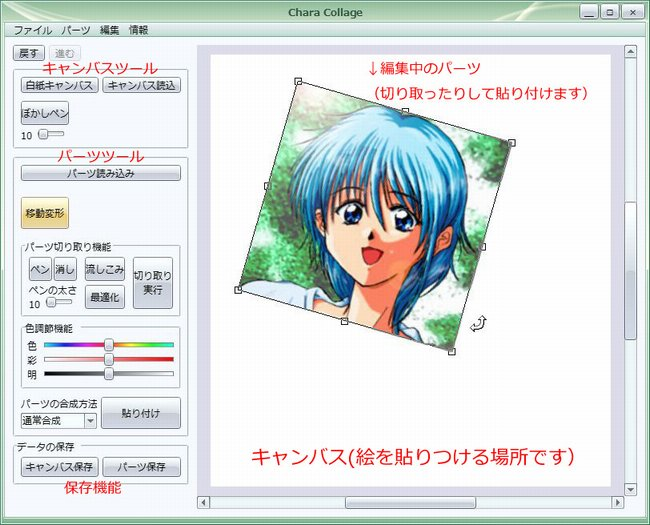 Chara Collage
ファイル パーツ 編集 情報
戻す 進む
キャンバスツール
白紙キャンバス キャンバス読込
ぼかしペン
10
パーツツール
パーツ読み込み
移動変形
パーツ切り取り機能
ペン 消し 流しこみ 切り取り
実行
ペンの太さ
10 最適化
色調節機能
色
彩
明
パーツの合成方法
通常合成 貼り付け
データの保存
キャンバス保存 パーツ保存
保存機能
↓編集中のパーツ
（切り取ったりして貼り付けます）
キャンバス(絵を貼りつける場所です）